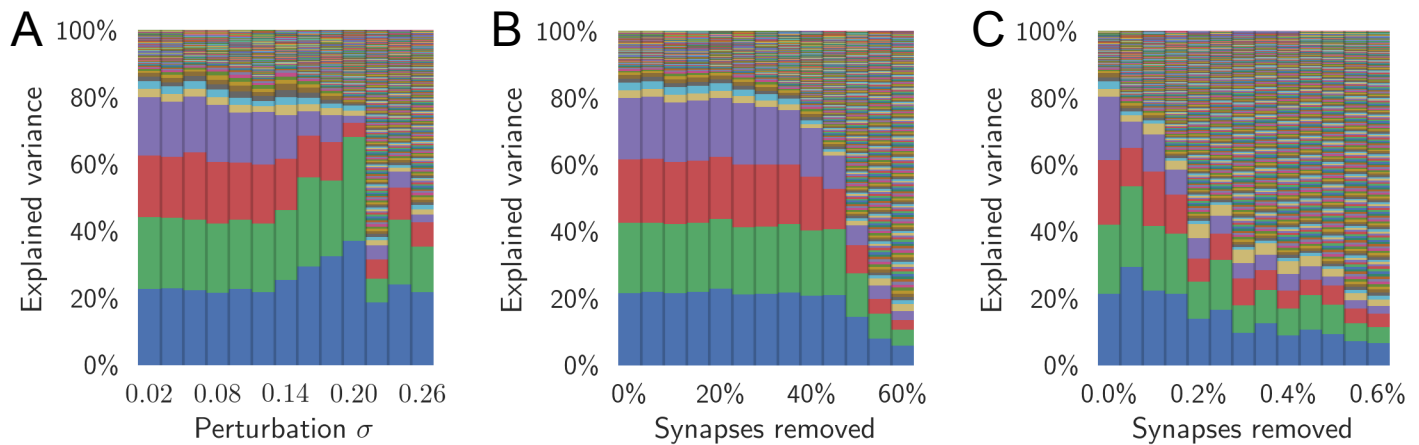 A
100%
80%
60%
40%
20%
0%
Explained variance
0.02 0.08 0.14 0.20 0.26
Perturbation σ
B
100%
80%
60%
40%
20%
0%
Explained variance
0% 20% 40% 60%
Synapses removed
C
100%
80%
60%
40%
20%
0%
Explained variance
0.0% 0.2% 0.4% 0.6%
Synapses removed